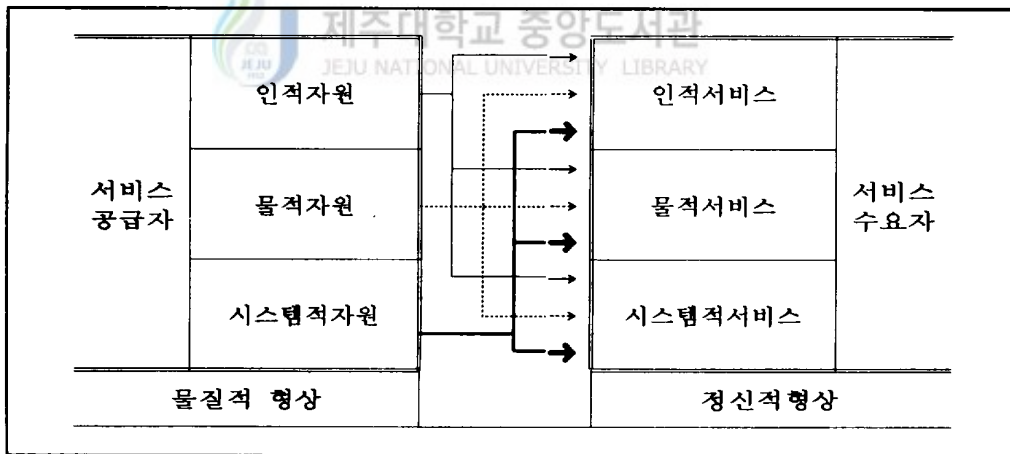 제주대학교 중앙도서관
JEJU NATIONAL UNIVERSITY LIBRARY
JEJU
1952
서비스
공급자
인적자원
물적자원
시스템적자원
물질적 형상
인적서비스
물적서비스
시스템적서비스
정신적형상
서비스
수요자